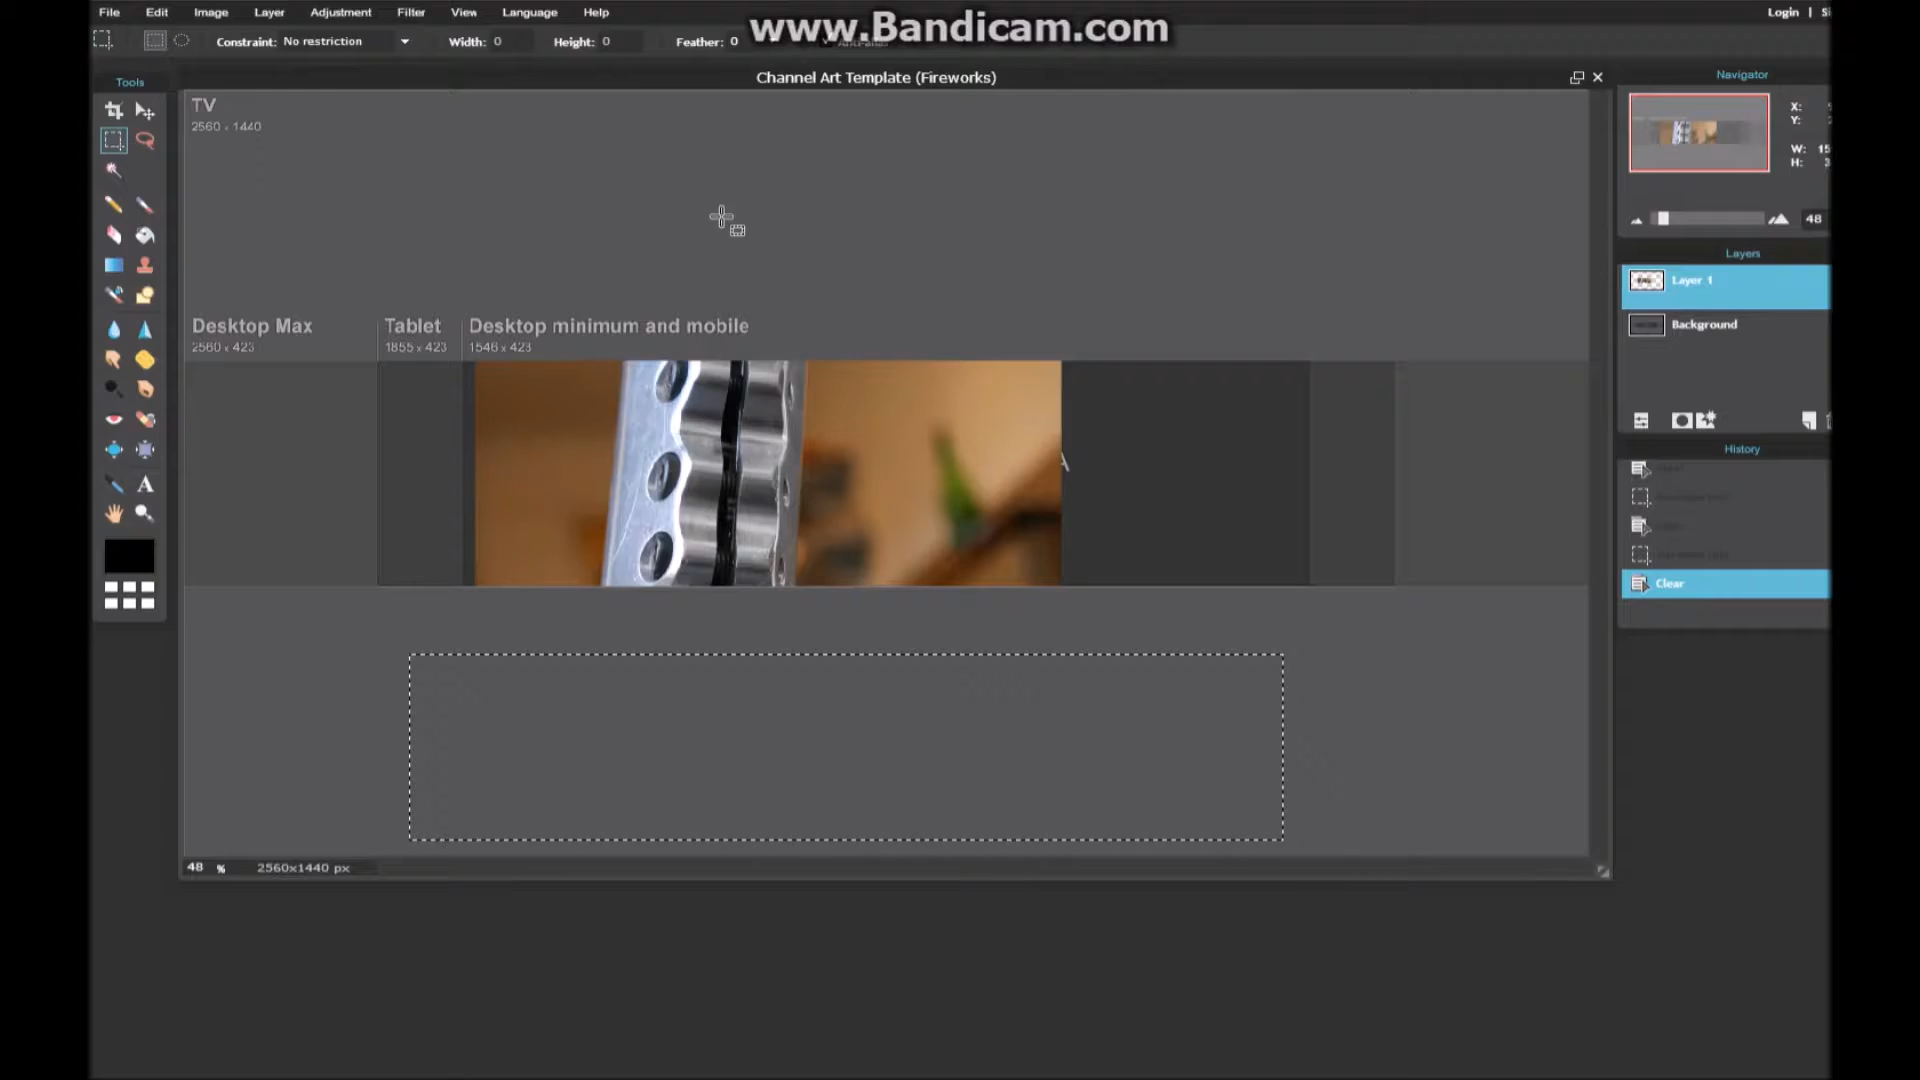 File Edit Image Layer Adjustment Filter View Language Help
www.Bandicam.com
Login |
Constraint: No restriction Width: 0 Height: 0 Feather: 0
Tools
Channel Art Template (Fireworks)
Navigator
TV
2560 x 1440
X:
Y:
W: 15
H: 3
48
Layers
Layer 1
Background
Desktop Max
2560 x 423
Tablet
1855 x 423
Desktop minimum and mobile
1546 x 423
History
Clear
48 % 2560x1440 px